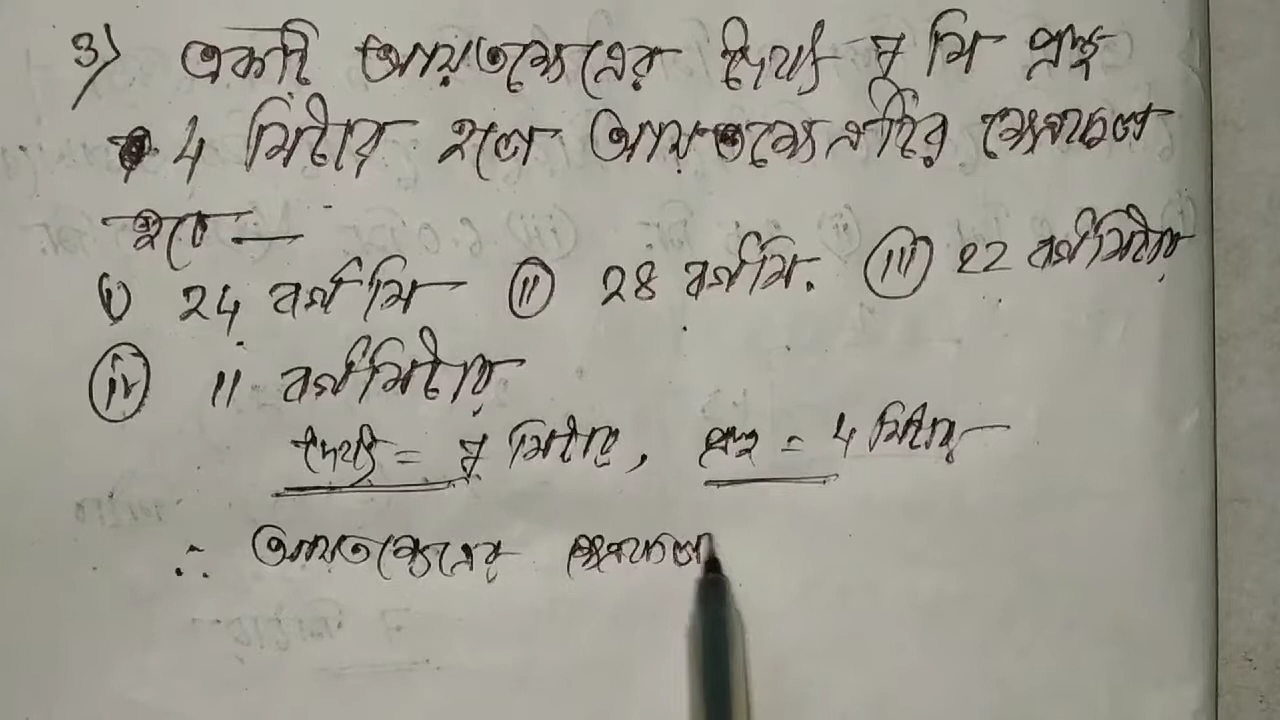 3) একটি আয়তক্ষেত্রের দৈর্ঘ্য 7 মি প্রস্থ
4 মিটার হলে আয়তক্ষেত্রটির ক্ষেত্রফল
হবে —
(i) 24 বর্গমি (ii) 28 বর্গমি. (iii) 22 বর্গমিটার
(iv) 11 বর্গমিটার
দৈর্ঘ্য = 7 মিটার, প্রস্থ = 4 মিটার
∴ আয়তক্ষেত্রের ক্ষেত্রফল